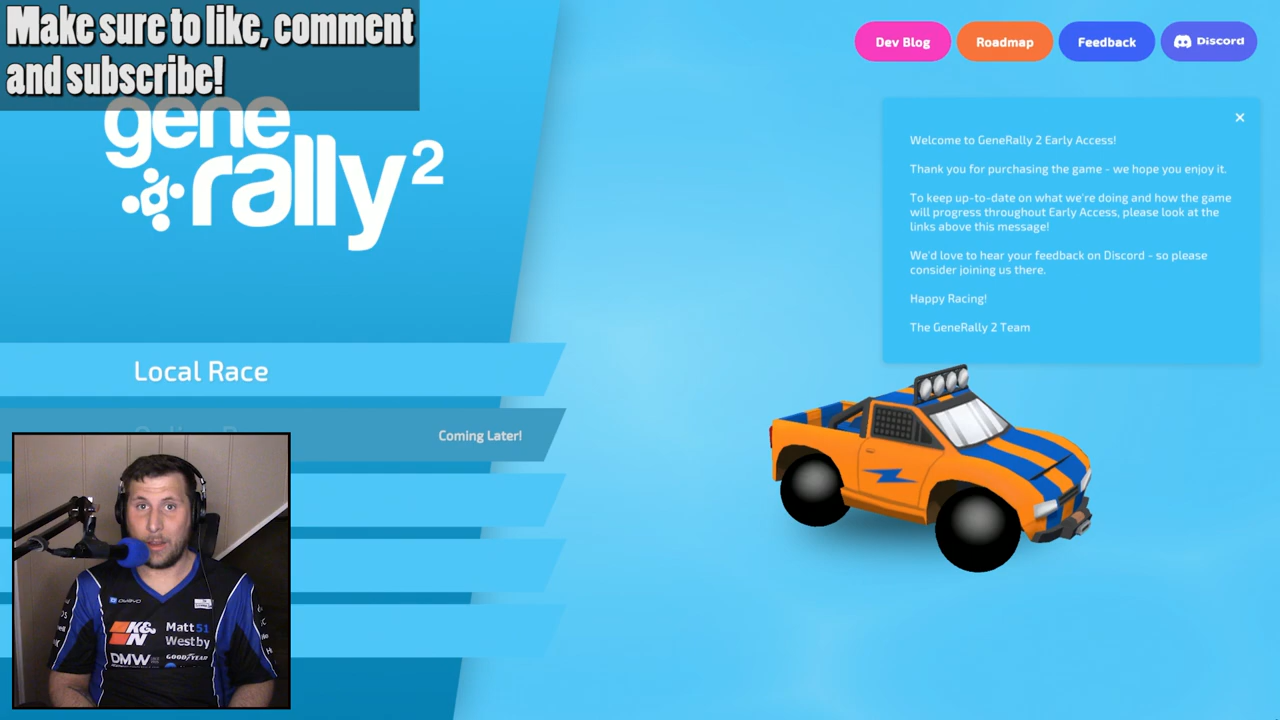 Make sure to like, comment
and subscribe!
gene
rally 2
Dev Blog
Roadmap
Feedback
Discord
Welcome to GeneRally 2 Early Access!
Thank you for purchasing the game - we hope you enjoy it.
To keep up-to-date on what we're doing and how the game
will progress throughout Early Access, please look at the
links above this message!
We'd love to hear your feedback on Discord - so please
consider joining us there.
Happy Racing!
The GeneRally 2 Team
Local Race
Coming Later!
K&N
Matt 51
Westby
DMW
GOODYEAR